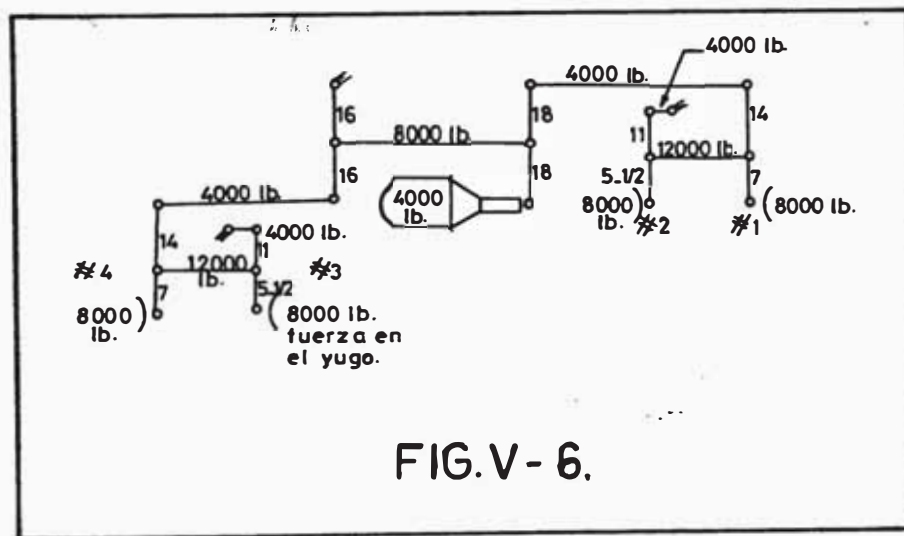 4000 lb.
4000 lb.
16
18
14
8000 lb.
11
12000 lb.
16
18
5.1/2
7
4000 lb.
4000 lb.
8000 lb.
#2
#1
8000 lb.
14
4000 lb.
11
#4
12000 lb.
#3
7
5.1/2
8000 lb.
8000 lb.
fuerza en
el yugo.
FIG. V - 6.